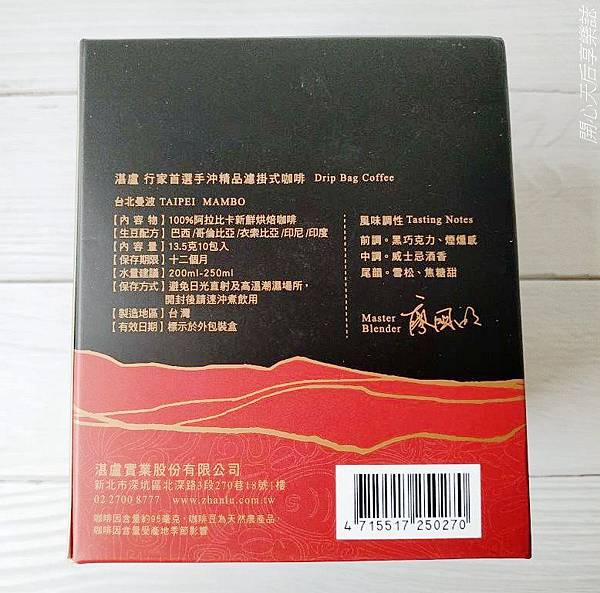 湛盧 行家首選手沖精品濾掛式咖啡 Drip Bag Coffee
台北曼波 TAIPEI MAMBO
【內 容 物】100%阿拉比卡新鮮烘焙咖啡
【生豆配方】巴西/哥倫比亞/衣索比亞/印尼/印度
【內 容 量】13.5克10包入
【保存期限】十二個月
【水量建議】200ml-250ml
【保存方式】避免日光直射及高溫潮濕場所，
開封後請速沖煮飲用
【製造地區】台灣
【有效日期】標示於外包裝盒
風味調性 Tasting Notes
前調。黑巧克力、煙燻感
中調。威士忌酒香
尾韻。雪松、焦糖甜
Master
Blender
湛盧實業股份有限公司
新北市深坑區北深路3段270巷18號1樓
02 2700 8777 www.zhanlu.com.tw
咖啡因含量約95毫克，咖啡豆為天然農產品，
咖啡因含量受產地季節影響
4 715517 250270
開心天后享樂誌